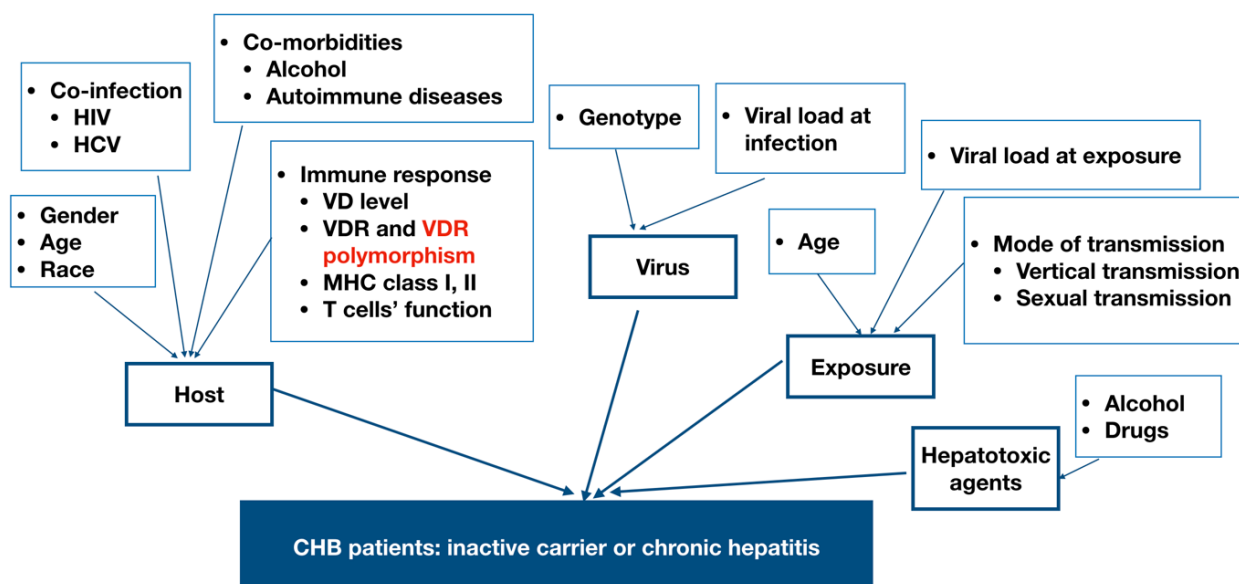 • Co-morbidities
• Alcohol
• Autoimmune diseases
• Co-infection
• HIV
• HCV
• Gender
• Age
• Race
• Immune response
• VD level
• VDR and VDR
polymorphism
• MHC class I, II
• T cells’ function
Host
• Genotype
• Viral load at
infection
Virus
• Viral load at exposure
• Age
• Mode of transmission
• Vertical transmission
• Sexual transmission
Exposure
• Alcohol
• Drugs
Hepatotoxic
agents
CHB patients: inactive carrier or chronic hepatitis